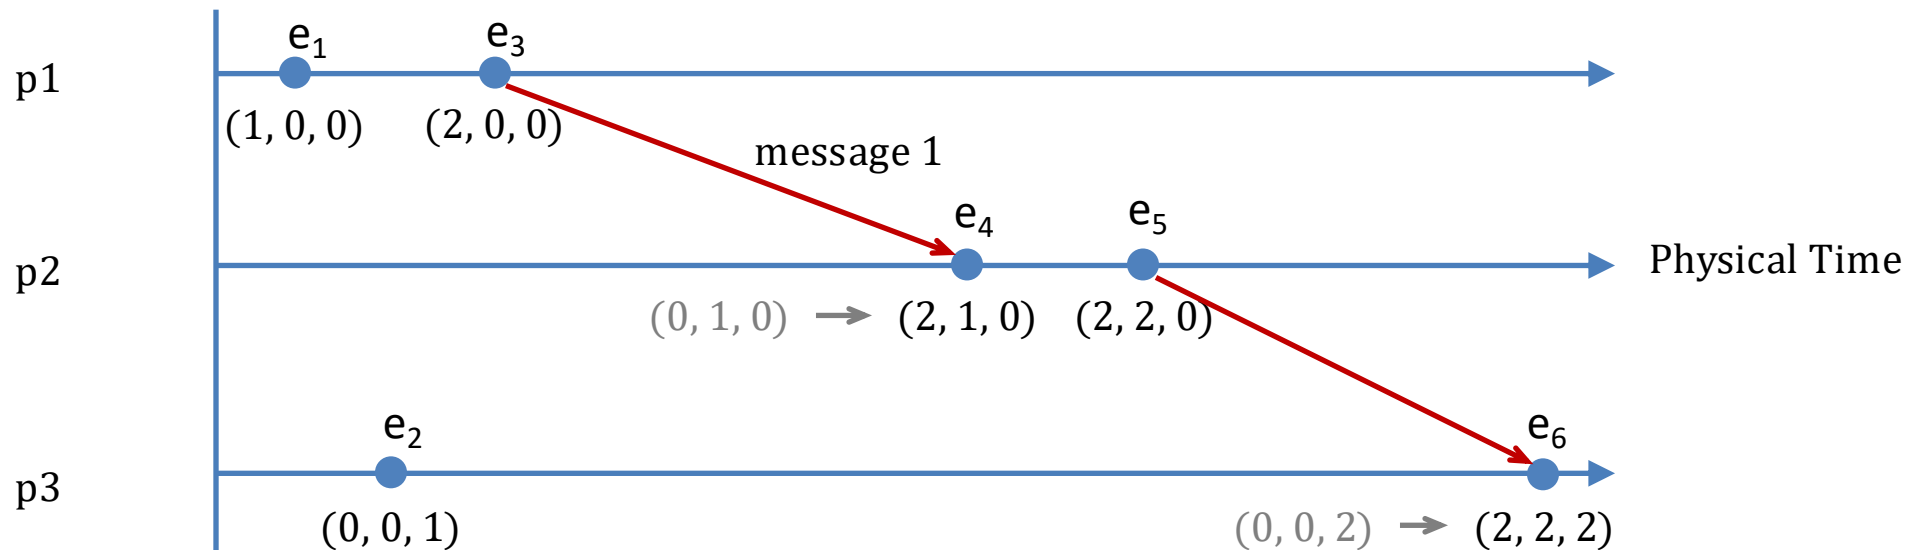 e₁ e₃
p1
(1, 0, 0) (2, 0, 0)
message 1
e₄ e₅
p2 Physical Time
(0, 1, 0) → (2, 1, 0) (2, 2, 0)
e₂ e₆
p3
(0, 0, 1) (0, 0, 2) → (2, 2, 2)